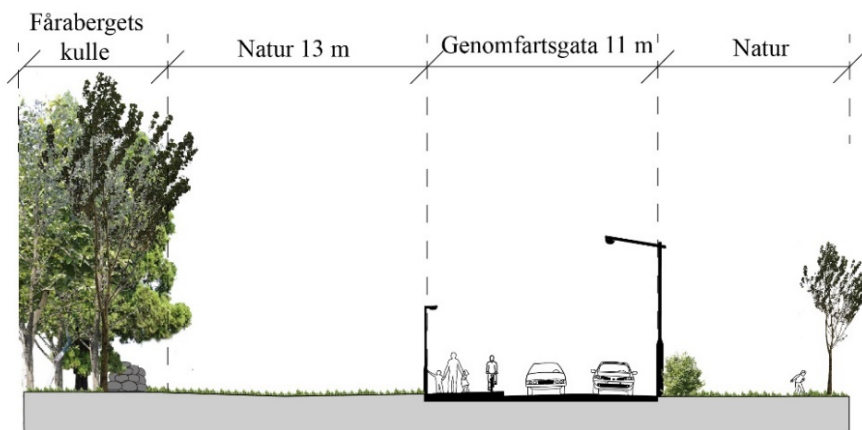 Fårabergets
kulle
Natur 13 m
Genomfartsgata 11 m
Natur